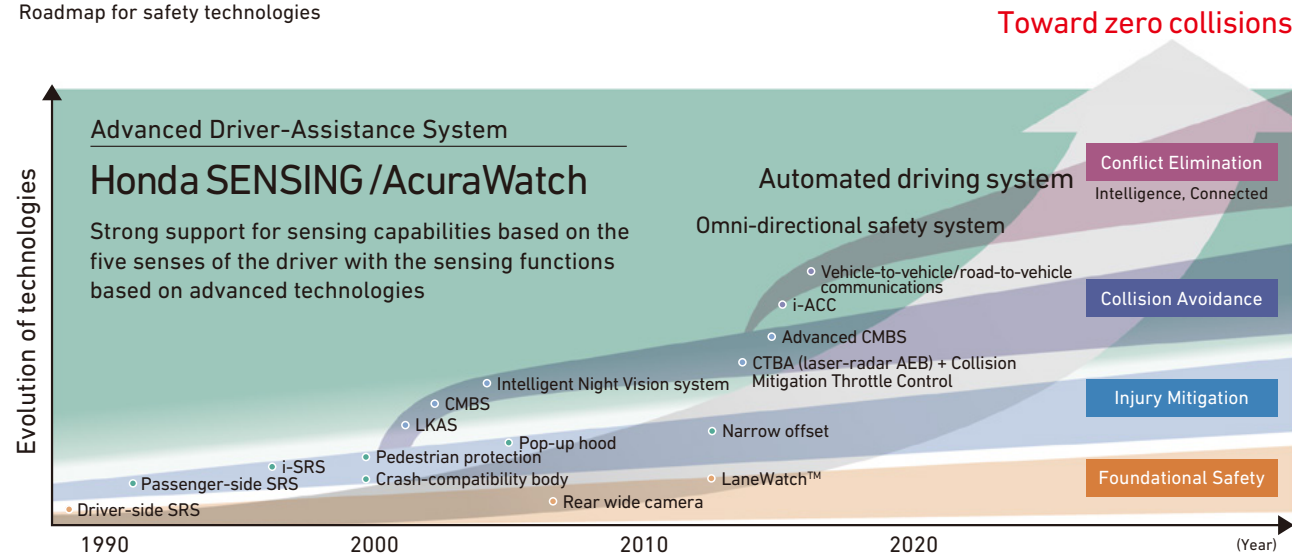 Roadmap for safety technologies
Toward zero collisions
Evolution of technologies
Advanced Driver-Assistance System
Honda SENSING / AcuraWatch
Strong support for sensing capabilities based on the
five senses of the driver with the sensing functions
based on advanced technologies
Automated driving system
Omni-directional safety system
Conflict Elimination
Intelligence, Connected
Vehicle-to-vehicle/road-to-vehicle
communications
i-ACC
Collision Avoidance
Advanced CMBS
CTBA (laser-radar AEB) + Collision
Mitigation Throttle Control
Intelligent Night Vision system
CMBS
LKAS
Injury Mitigation
Pop-up hood
Narrow offset
Pedestrian protection
i-SRS
Crash-compatibility body
Passenger-side SRS
LaneWatch™
Foundational Safety
Rear wide camera
Driver-side SRS
1990
2000
2010
2020
(Year)